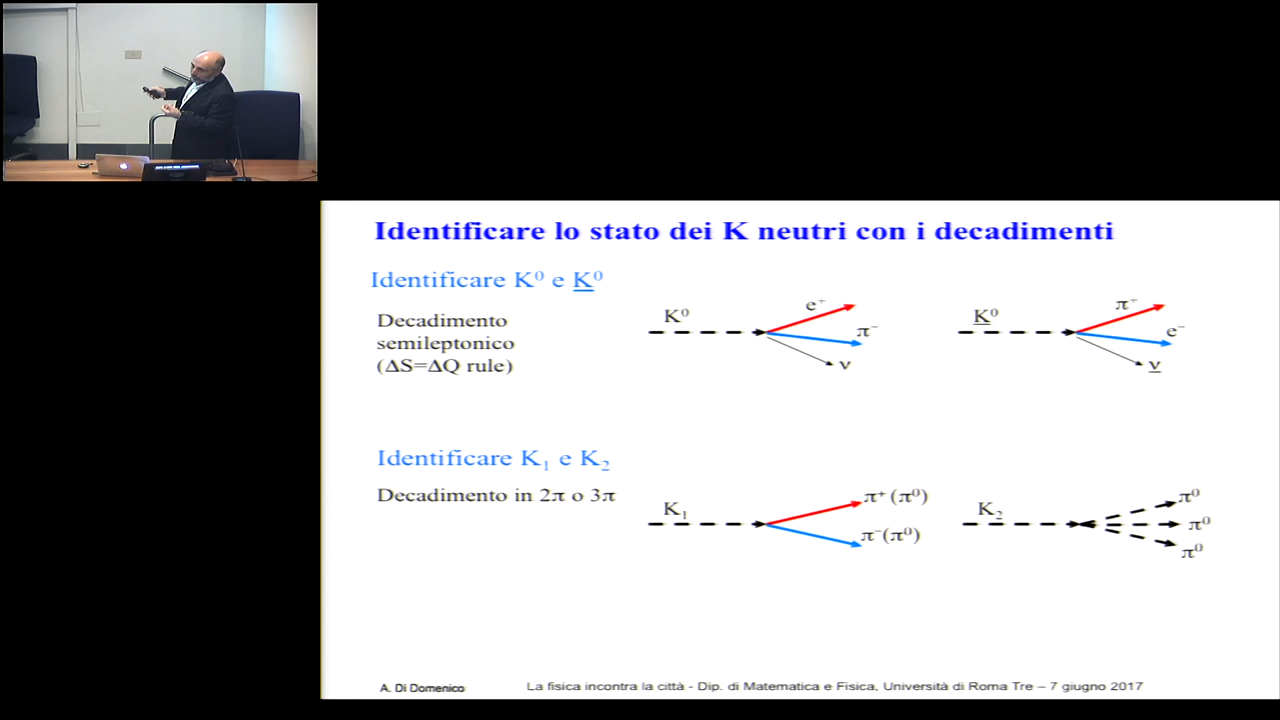 Identificare lo stato dei K neutri con i decadimenti
Identificare K⁰ e K̲⁰
Decadimento
semileptonico
(ΔS=ΔQ rule)
K⁰ e⁺ π⁻ ν
K̲⁰ π⁺ e⁻ ν̲
Identificare K₁ e K₂
Decadimento in 2π o 3π
K₁ π⁺ (π⁰) π⁻(π⁰)
K₂ π⁰ π⁰ π⁰
A. Di Domenico
La fisica incontra la città - Dip. di Matematica e Fisica, Università di Roma Tre – 7 giugno 2017